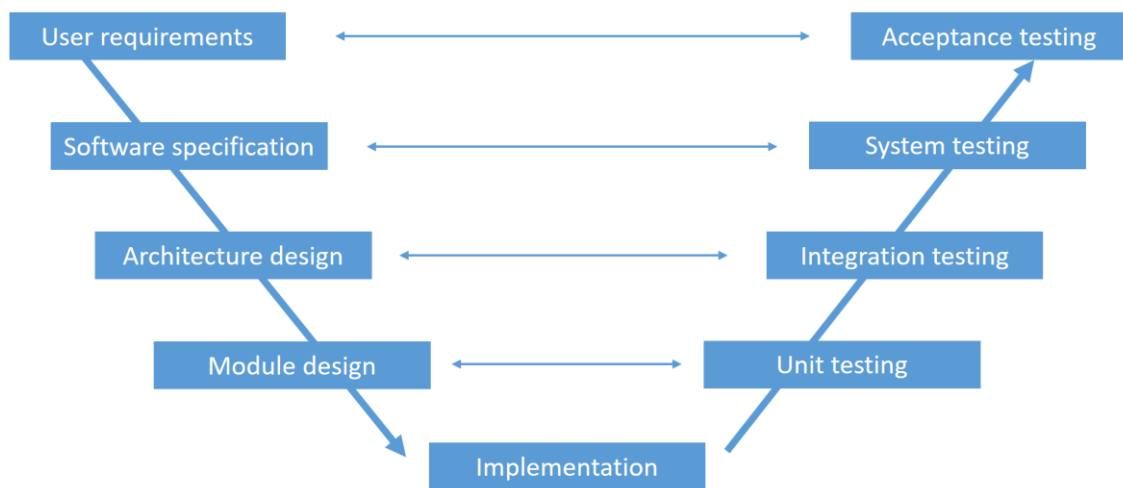 User requirements
Acceptance testing
Software specification
System testing
Architecture design
Integration testing
Module design
Unit testing
Implementation